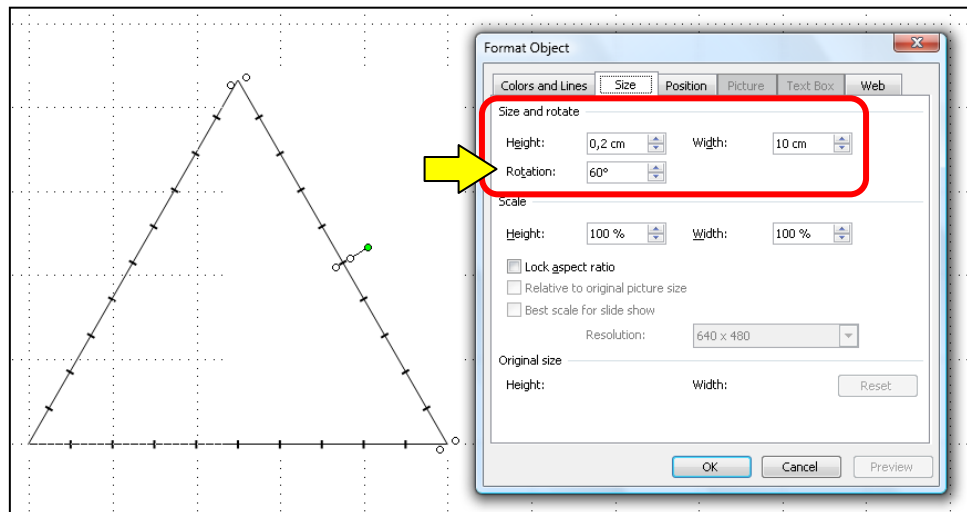 Format Object
Colors and Lines Size Position Picture Text Box Web
Size and rotate
Height: 0,2 cm Width: 10 cm
Rotation: 60°
Scale
Height: 100 % Width: 100 %
Lock aspect ratio
Relative to original picture size
Best scale for slide show
Resolution: 640 x 480
Original size
Height: Width: Reset
OK Cancel Preview